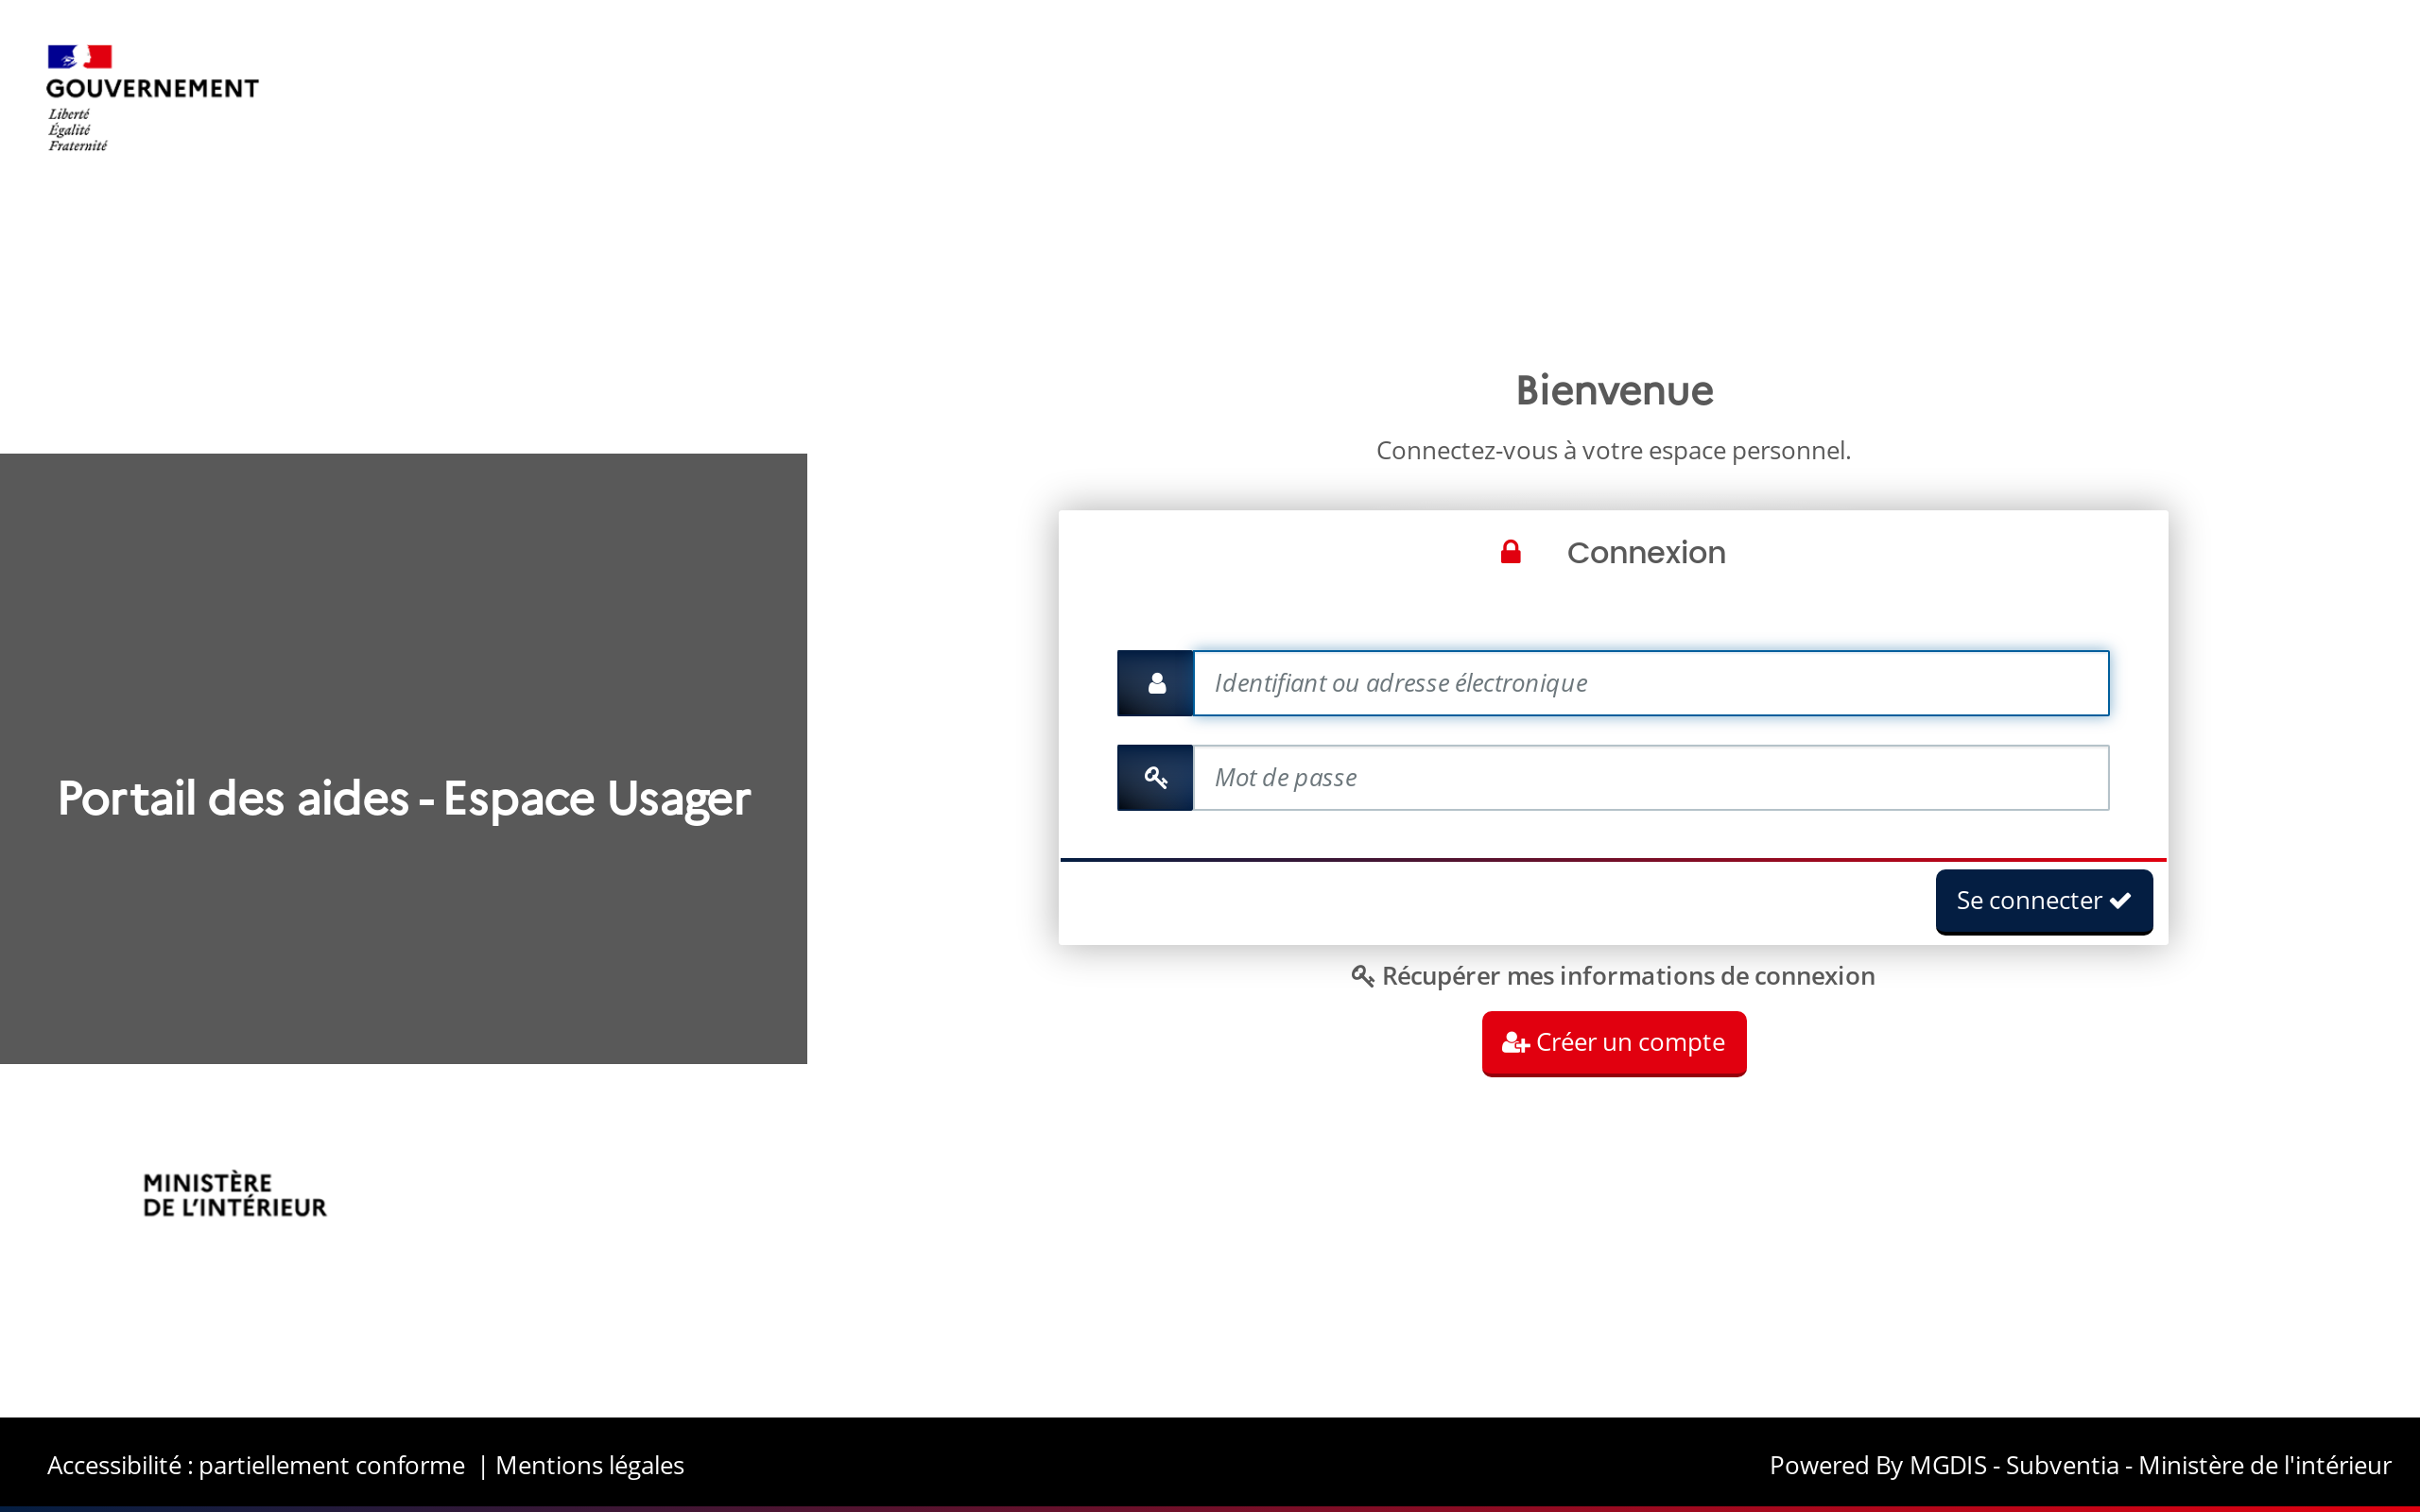 GOUVERNEMENT
Liberté
Égalité
Fraternité
Portail des aides - Espace Usager
MINISTÈRE
DE L'INTÉRIEUR
Bienvenue
Connectez-vous à votre espace personnel.
Connexion
Identifiant ou adresse électronique
Mot de passe
Se connecter
Récupérer mes informations de connexion
Créer un compte
Accessibilité : partiellement conforme | Mentions légales
Powered By MGDIS - Subventia - Ministère de l'intérieur